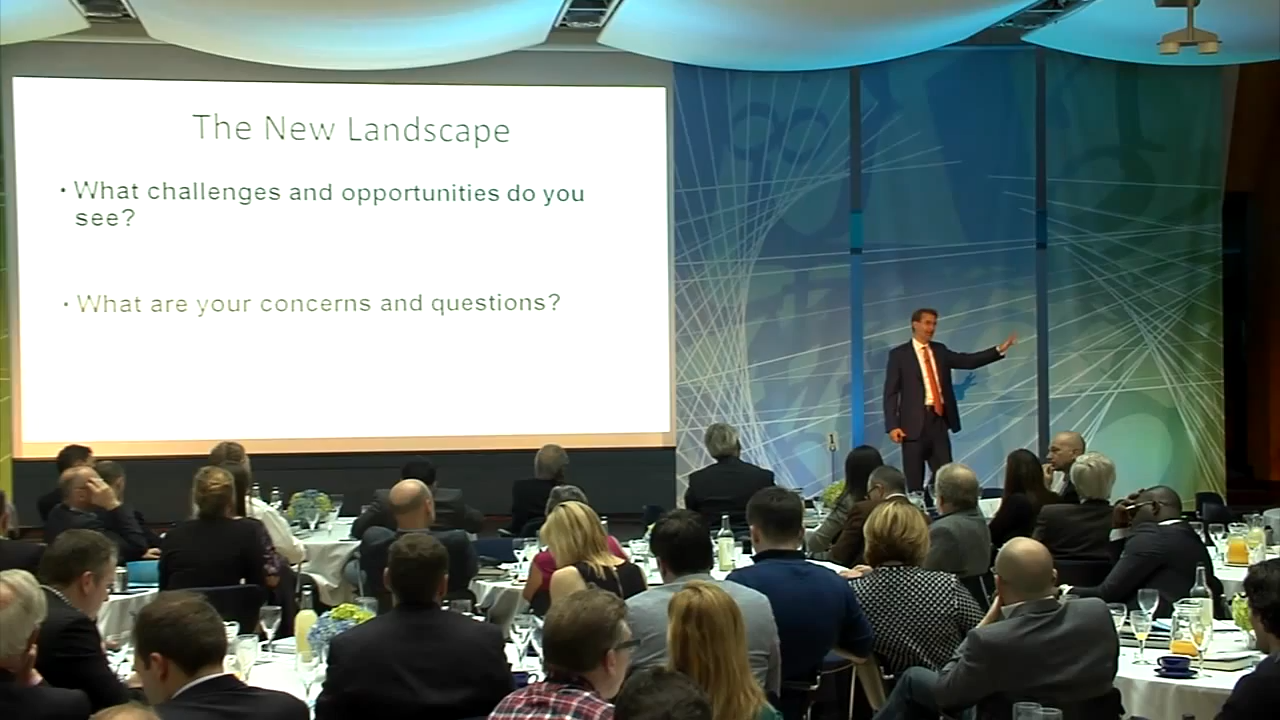 The New Landscape
• What challenges and opportunities do you
see?
• What are your concerns and questions?